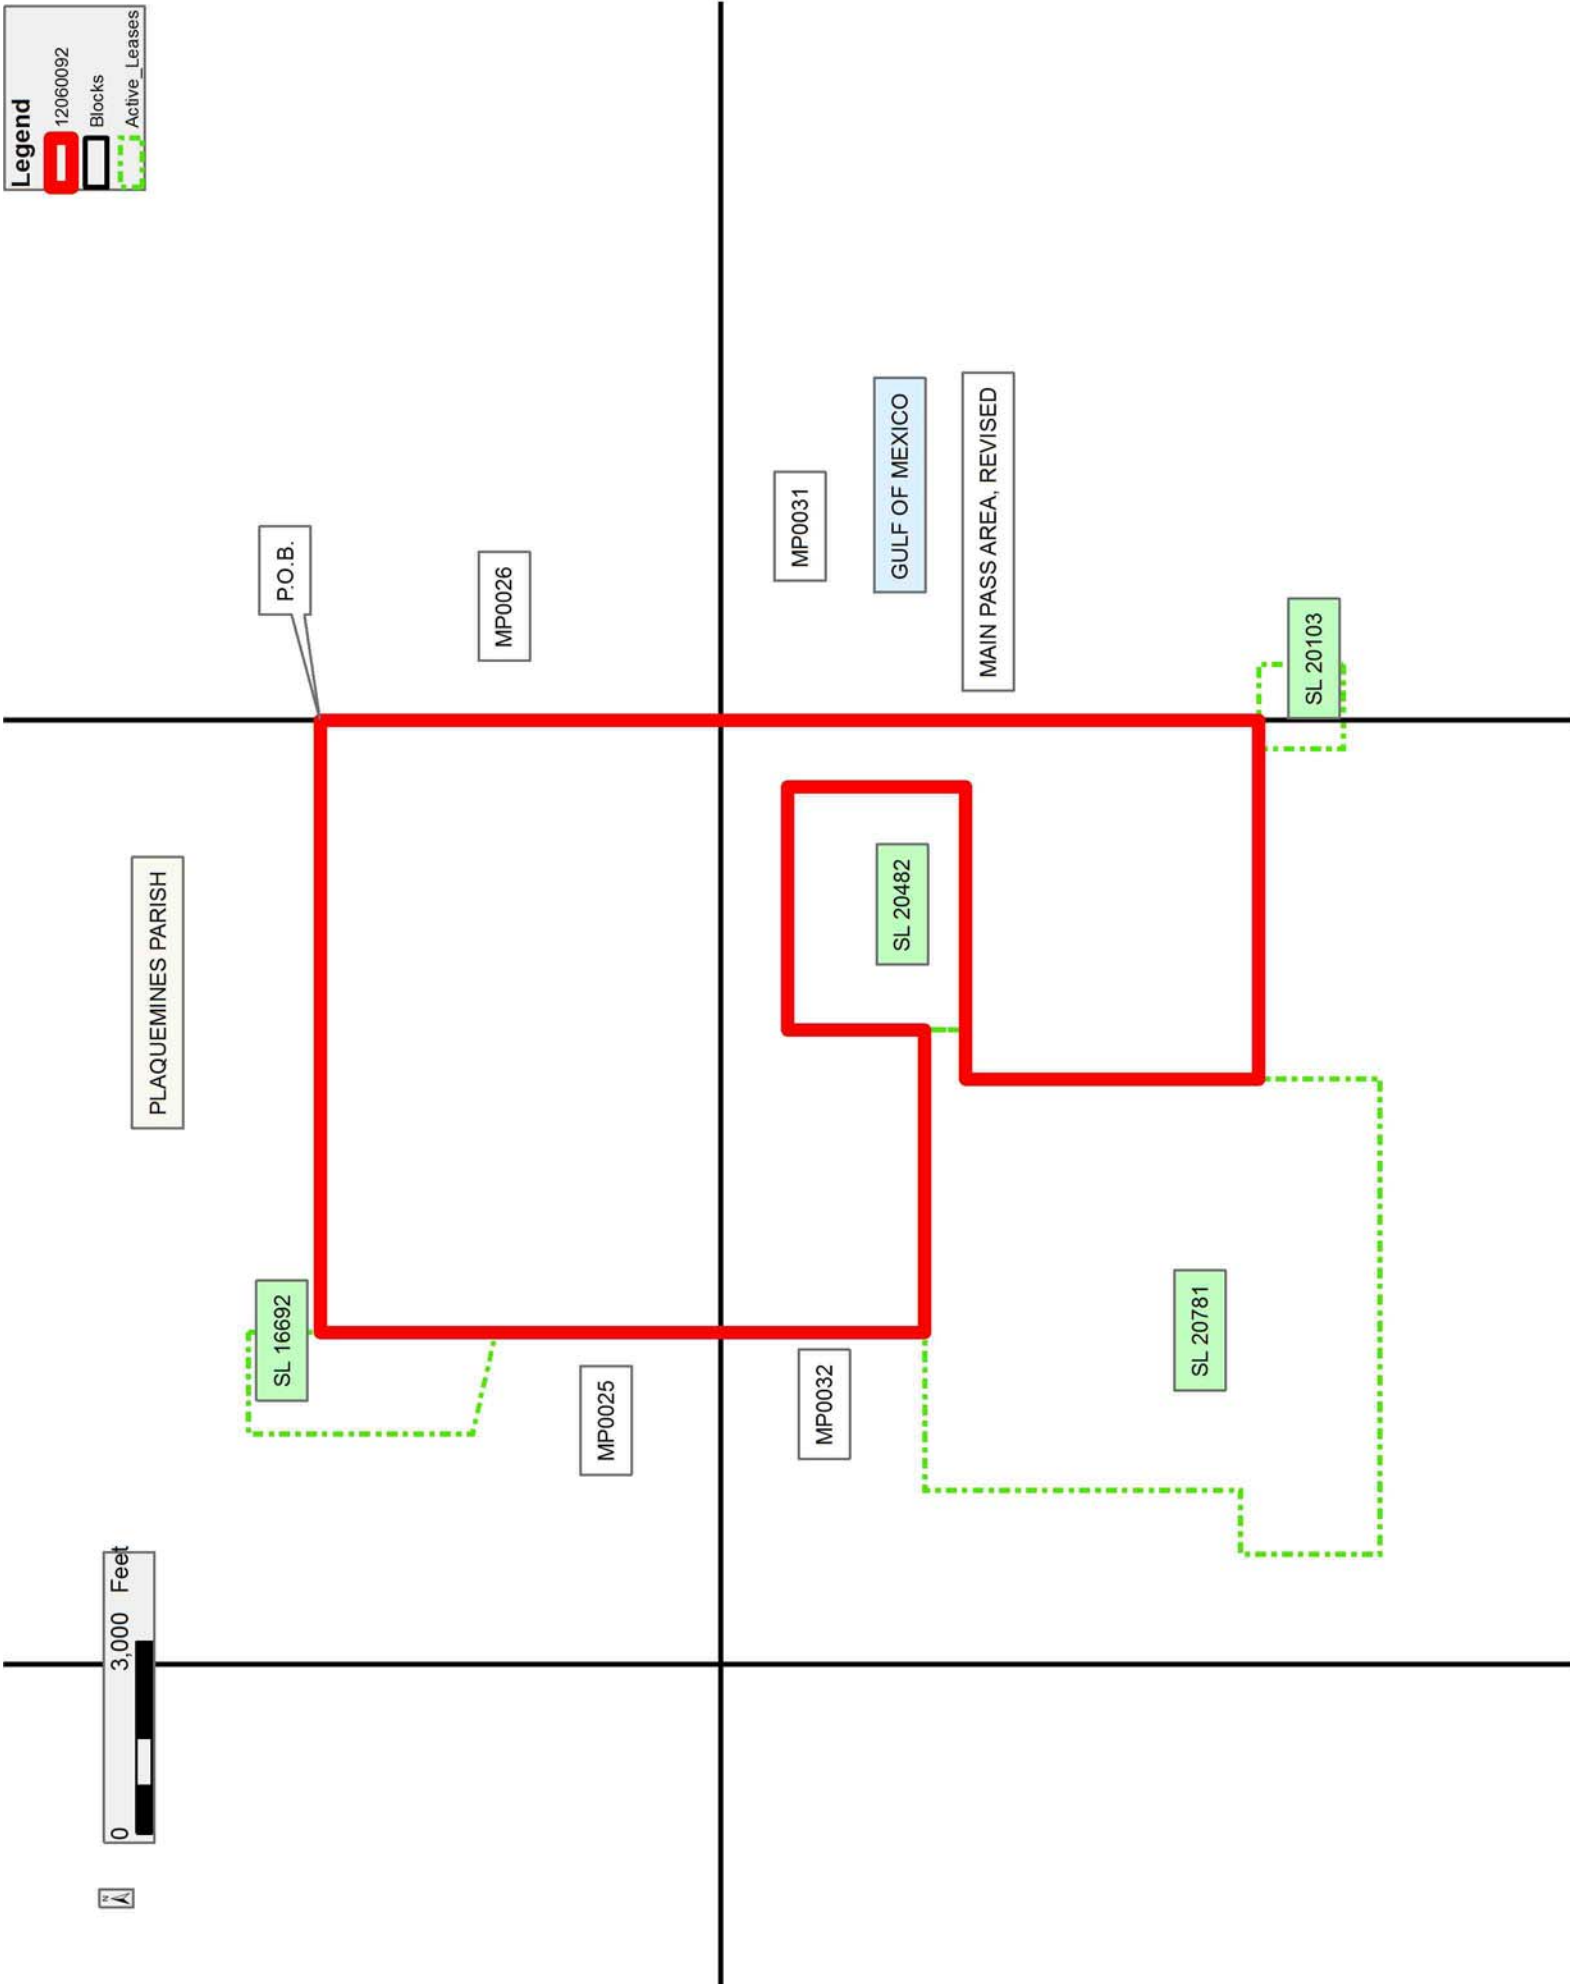 Legend
12060092
Blocks
Active_Leases
P.O.B.
MP0026
MP0031
GULF OF MEXICO
MAIN PASS AREA, REVISED
SL 20103
PLAQUEMINES PARISH
SL 20482
SL 16692
MP0025
MP0032
SL 20781
0 3,000 Feet
N